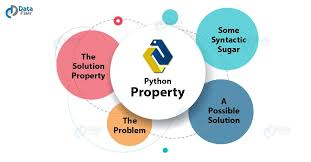 Data
Flair
The
Solution
Property
Some
Syntactic
Sugar
Python
Property
The
Problem
A
Possible
Solution